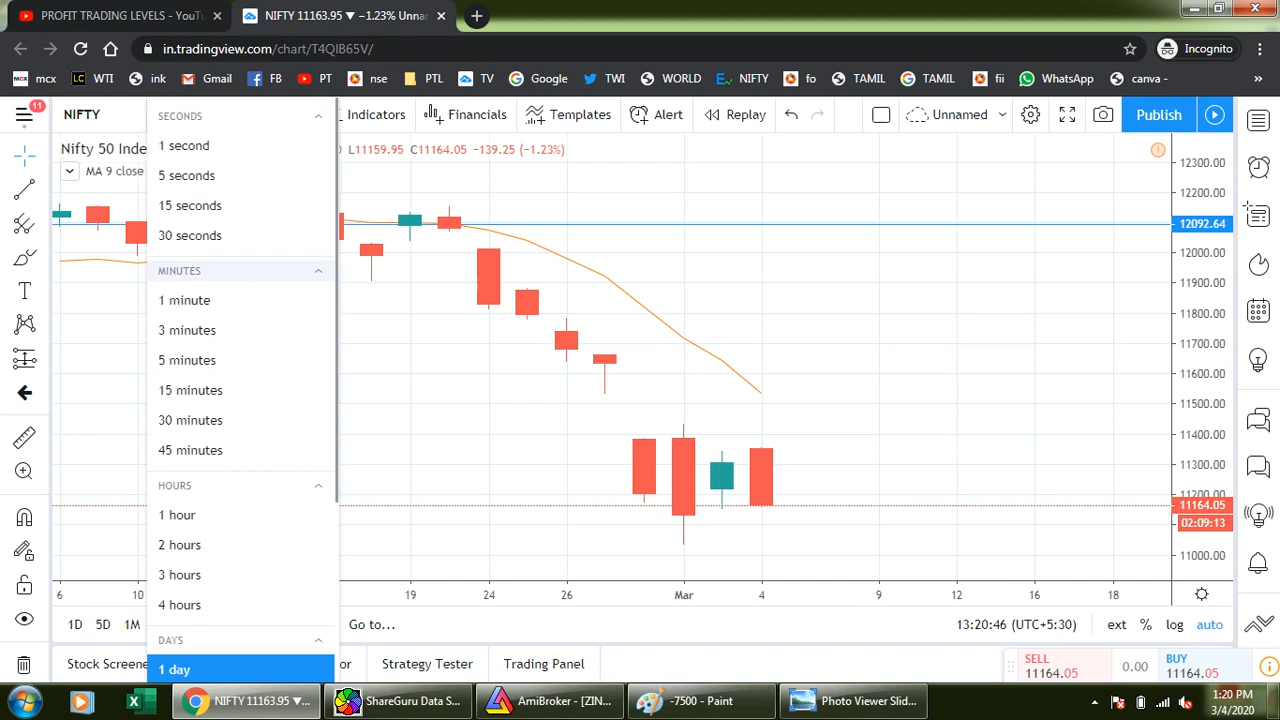 PROFIT TRADING LEVELS - YouT
NIFTY 11163.95 ▼ −1.23% Unnar
in.tradingview.com/chart/T4QIB65V/
Incognito
mcx
WTI
ink
Gmail
FB
PT
nse
PTL
TV
Google
TWI
WORLD
NIFTY
fo
TAMIL
TAMIL
fii
WhatsApp
canva -
»
11
NIFTY
Indicators
Financials
Templates
Alert
Replay
Unnamed
Publish
Nifty 50 Inde
L11159.95 C11164.05 −139.25 (−1.23%)
MA 9 close
SECONDS
1 second
5 seconds
15 seconds
30 seconds
MINUTES
1 minute
3 minutes
5 minutes
15 minutes
30 minutes
45 minutes
HOURS
1 hour
2 hours
3 hours
4 hours
DAYS
1 day
12300.00
12200.00
12092.64
12000.00
11900.00
11800.00
11700.00
11600.00
11500.00
11400.00
11300.00
11200.00
11164.05
02:09:13
11000.00
6
10
19
24
26
Mar
4
9
12
16
18
1D
5D
1M
Go to...
13:20:46 (UTC+5:30)
ext
%
log
auto
Stock Screene
or
Strategy Tester
Trading Panel
SELL
11164.05
0.00
BUY
11164.05
NIFTY 11163.95 ▼...
ShareGuru Data S...
AmiBroker - [ZIN...
-7500 - Paint
Photo Viewer Slid...
1:20 PM
3/4/2020